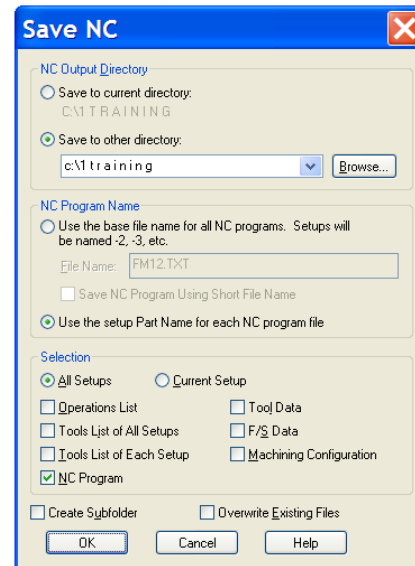 Save NC
NC Output Directory
Save to current directory:
C:\1 T R A I N I N G
Save to other directory:
c:\1 t r a i n i n g
Browse...
NC Program Name
Use the base file name for all NC programs. Setups will
be named -2, -3, etc.
File Name: FM12.TXT
Save NC Program Using Short File Name
Use the setup Part Name for each NC program file
Selection
All Setups Current Setup
Operations List Tool Data
Tools List of All Setups F/S Data
Tools List of Each Setup Machining Configuration
NC Program
Create Subfolder Overwrite Existing Files
OK Cancel Help